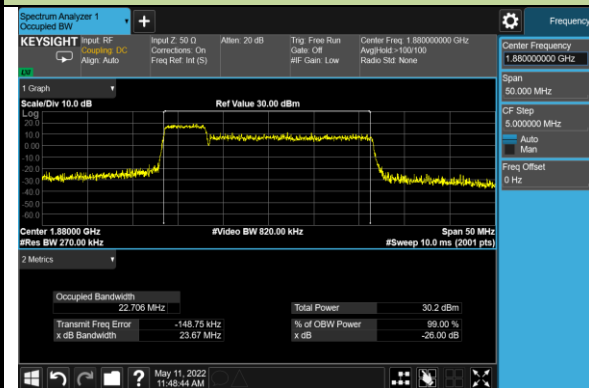 Spectrum Analyzer 1
Occupied BW
Frequency
KEYSIGHT Input: RF
Coupling: DC
Align: Auto
Input Z: 50 Ω
Corrections: On
Freq Ref: Int (S)
Atten: 20 dB
Trig: Free Run
Gate: Off
#IF Gain: Low
Center Freq: 1.880000000 GHz
Avg|Hold:>100/100
Radio Std: None
Center Frequency
1.880000000 GHz
Span
50.000 MHz
CF Step
5.000000 MHz
Auto
Man
Freq Offset
0 Hz
1 Graph
Scale/Div 10.0 dB
Ref Value 30.00 dBm
Log
20.0
10.0
0.00
-10.0
-20.0
-30.0
-40.0
-50.0
-60.0
Center 1.88000 GHz
#Video BW 820.00 kHz
Span 50 MHz
#Res BW 270.00 kHz
#Sweep 10.0 ms (2001 pts)
2 Metrics
Occupied Bandwidth
22.706 MHz
Total Power 30.2 dBm
Transmit Freq Error -148.75 kHz
% of OBW Power 99.00 %
x dB Bandwidth 23.67 MHz
x dB -26.00 dB
May 11, 2022
11:48:44 AM